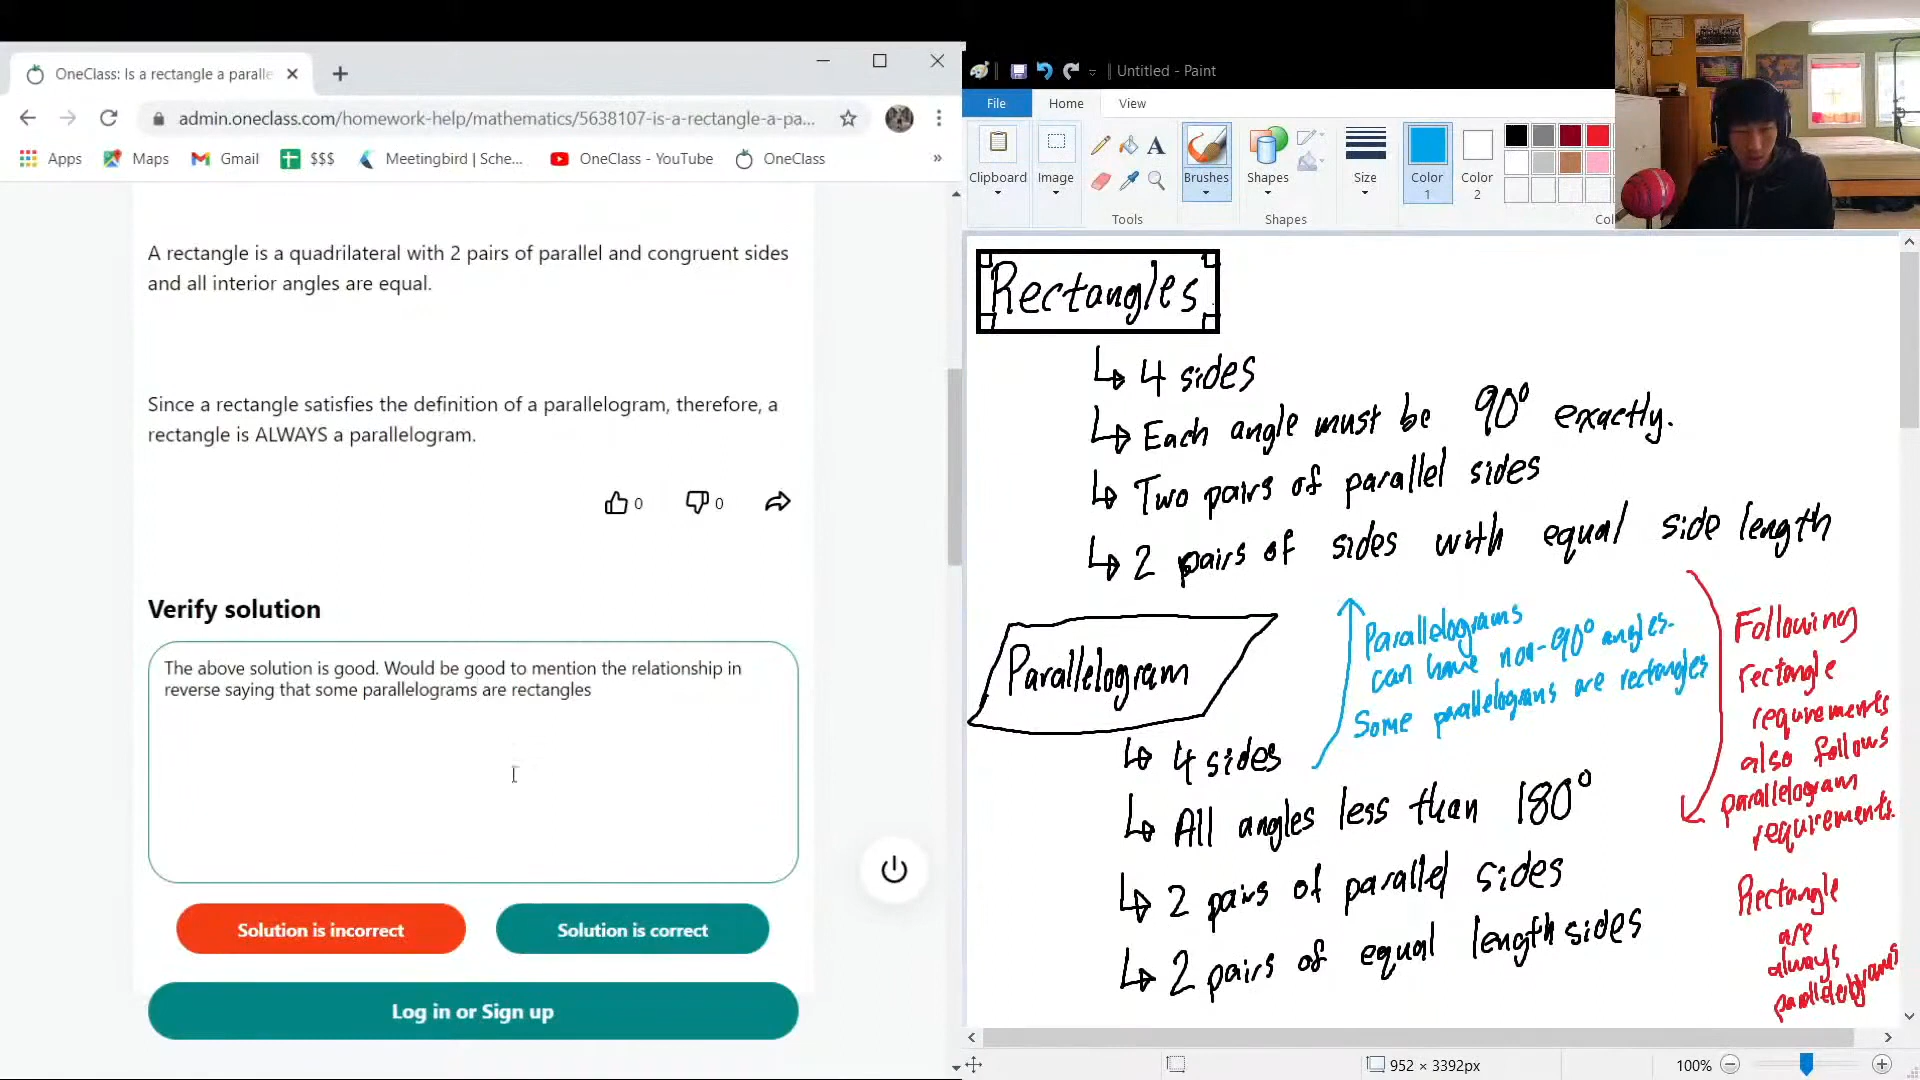 OneClass: Is a rectangle a paralle
admin.oneclass.com/homework-help/mathematics/5638107-is-a-rectangle-a-pa...
Apps
Maps
Gmail
$$$
Meetingbird | Sche...
OneClass - YouTube
OneClass
»
A rectangle is a quadrilateral with 2 pairs of parallel and congruent sides
and all interior angles are equal.
Since a rectangle satisfies the definition of a parallelogram, therefore, a
rectangle is ALWAYS a parallelogram.
0
0
Verify solution
The above solution is good. Would be good to mention the relationship in
reverse saying that some parallelograms are rectangles
Solution is incorrect
Solution is correct
Log in or Sign up
Untitled - Paint
File
Home
View
Clipboard
Image
Tools
Brushes
Shapes
Shapes
Size
Color
1
Color
2
Col
Rectangles
4 sides
Each angle must be 90° exactly.
Two pairs of parallel sides
2 pairs of sides with equal side length
Parallelogram
Parallelograms
can have non-90° angles.
Some parallelograms are rectangles
Following
rectangle
requrements
also follows
parallelogram
requirements.
4 sides
All angles less than 180°
2 pairs of parallel sides
2 pairs of equal length sides
Rectangle
are
always
parallelograms
952 × 3392px
100%